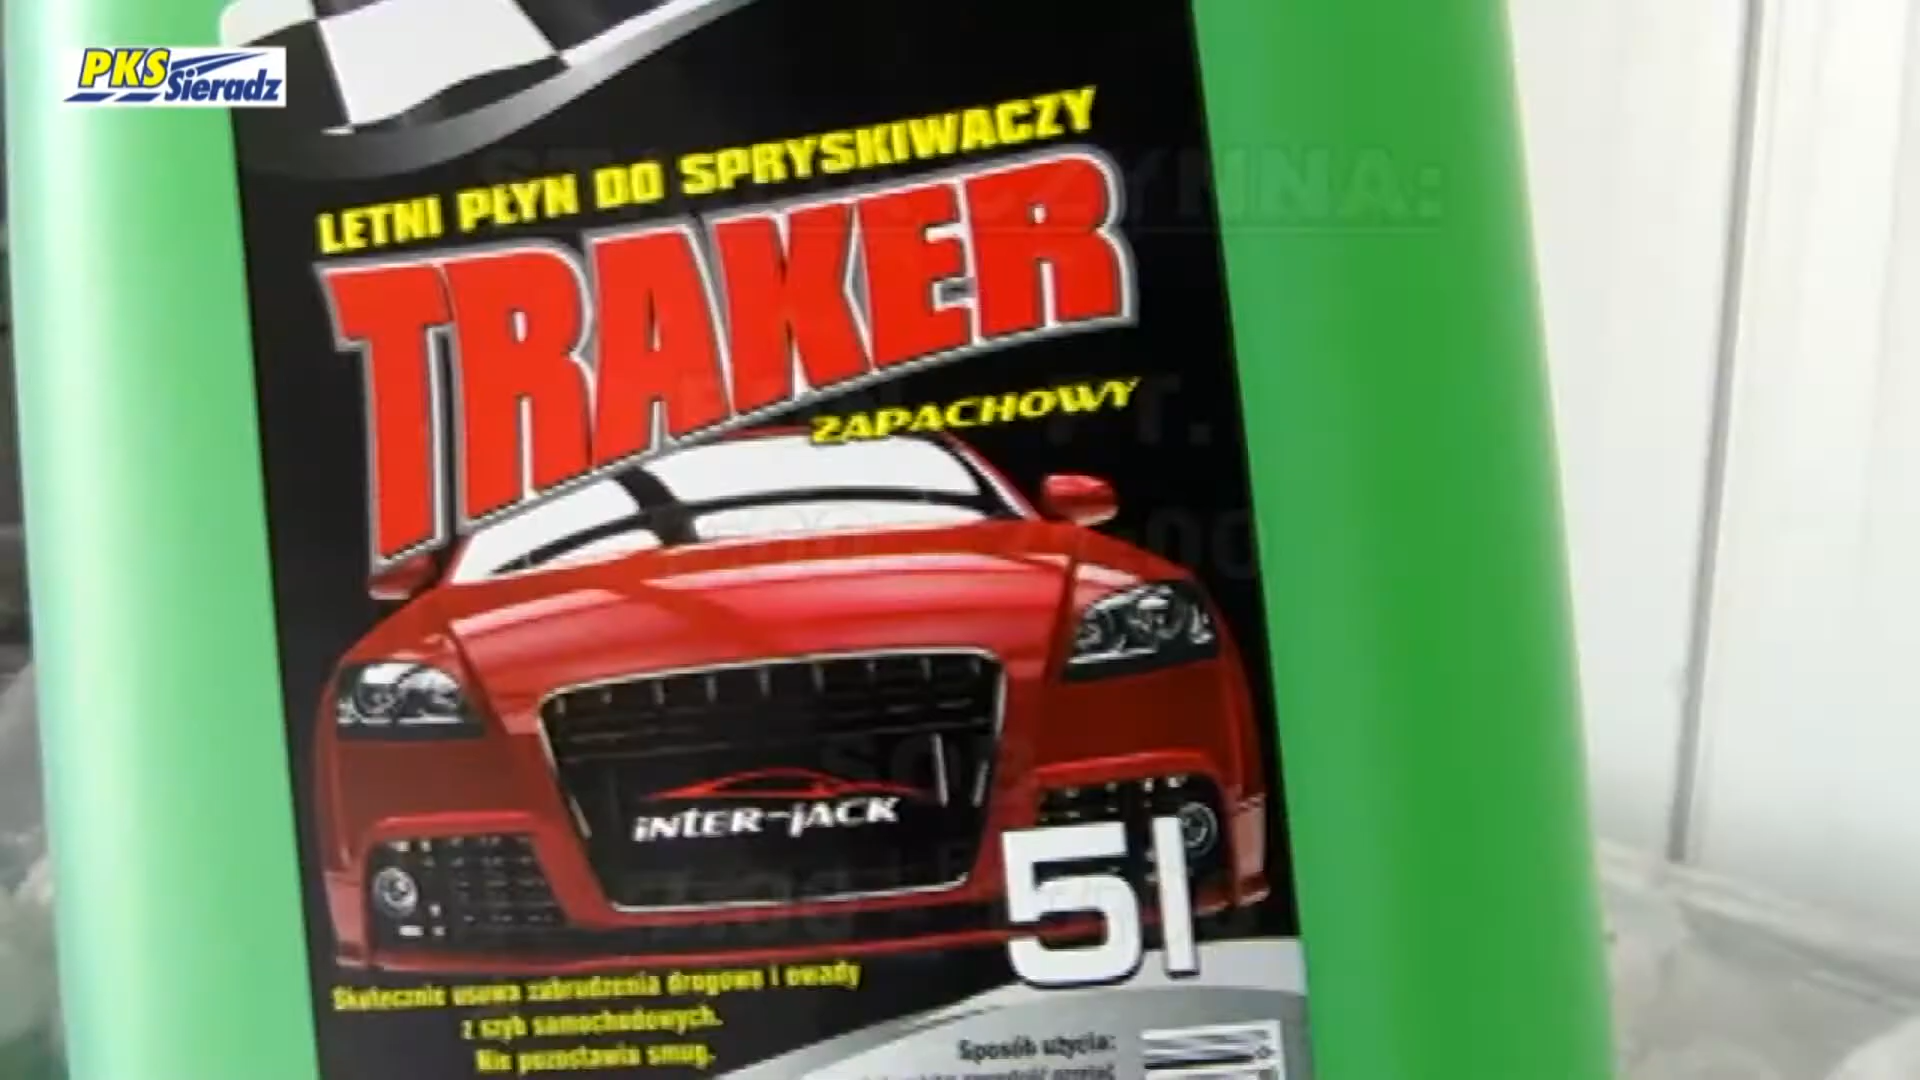 PKS
Sieradz
LETNI PŁYN DO SPRYSKIWACZY
TRAKER
ZAPACHOWY
INTER-JACK
5l
Skutecznie usuwa zabrudzenia drogowe i owady
z szyb samochodowych.
Nie pozostawia smug.
Sposób użycia: